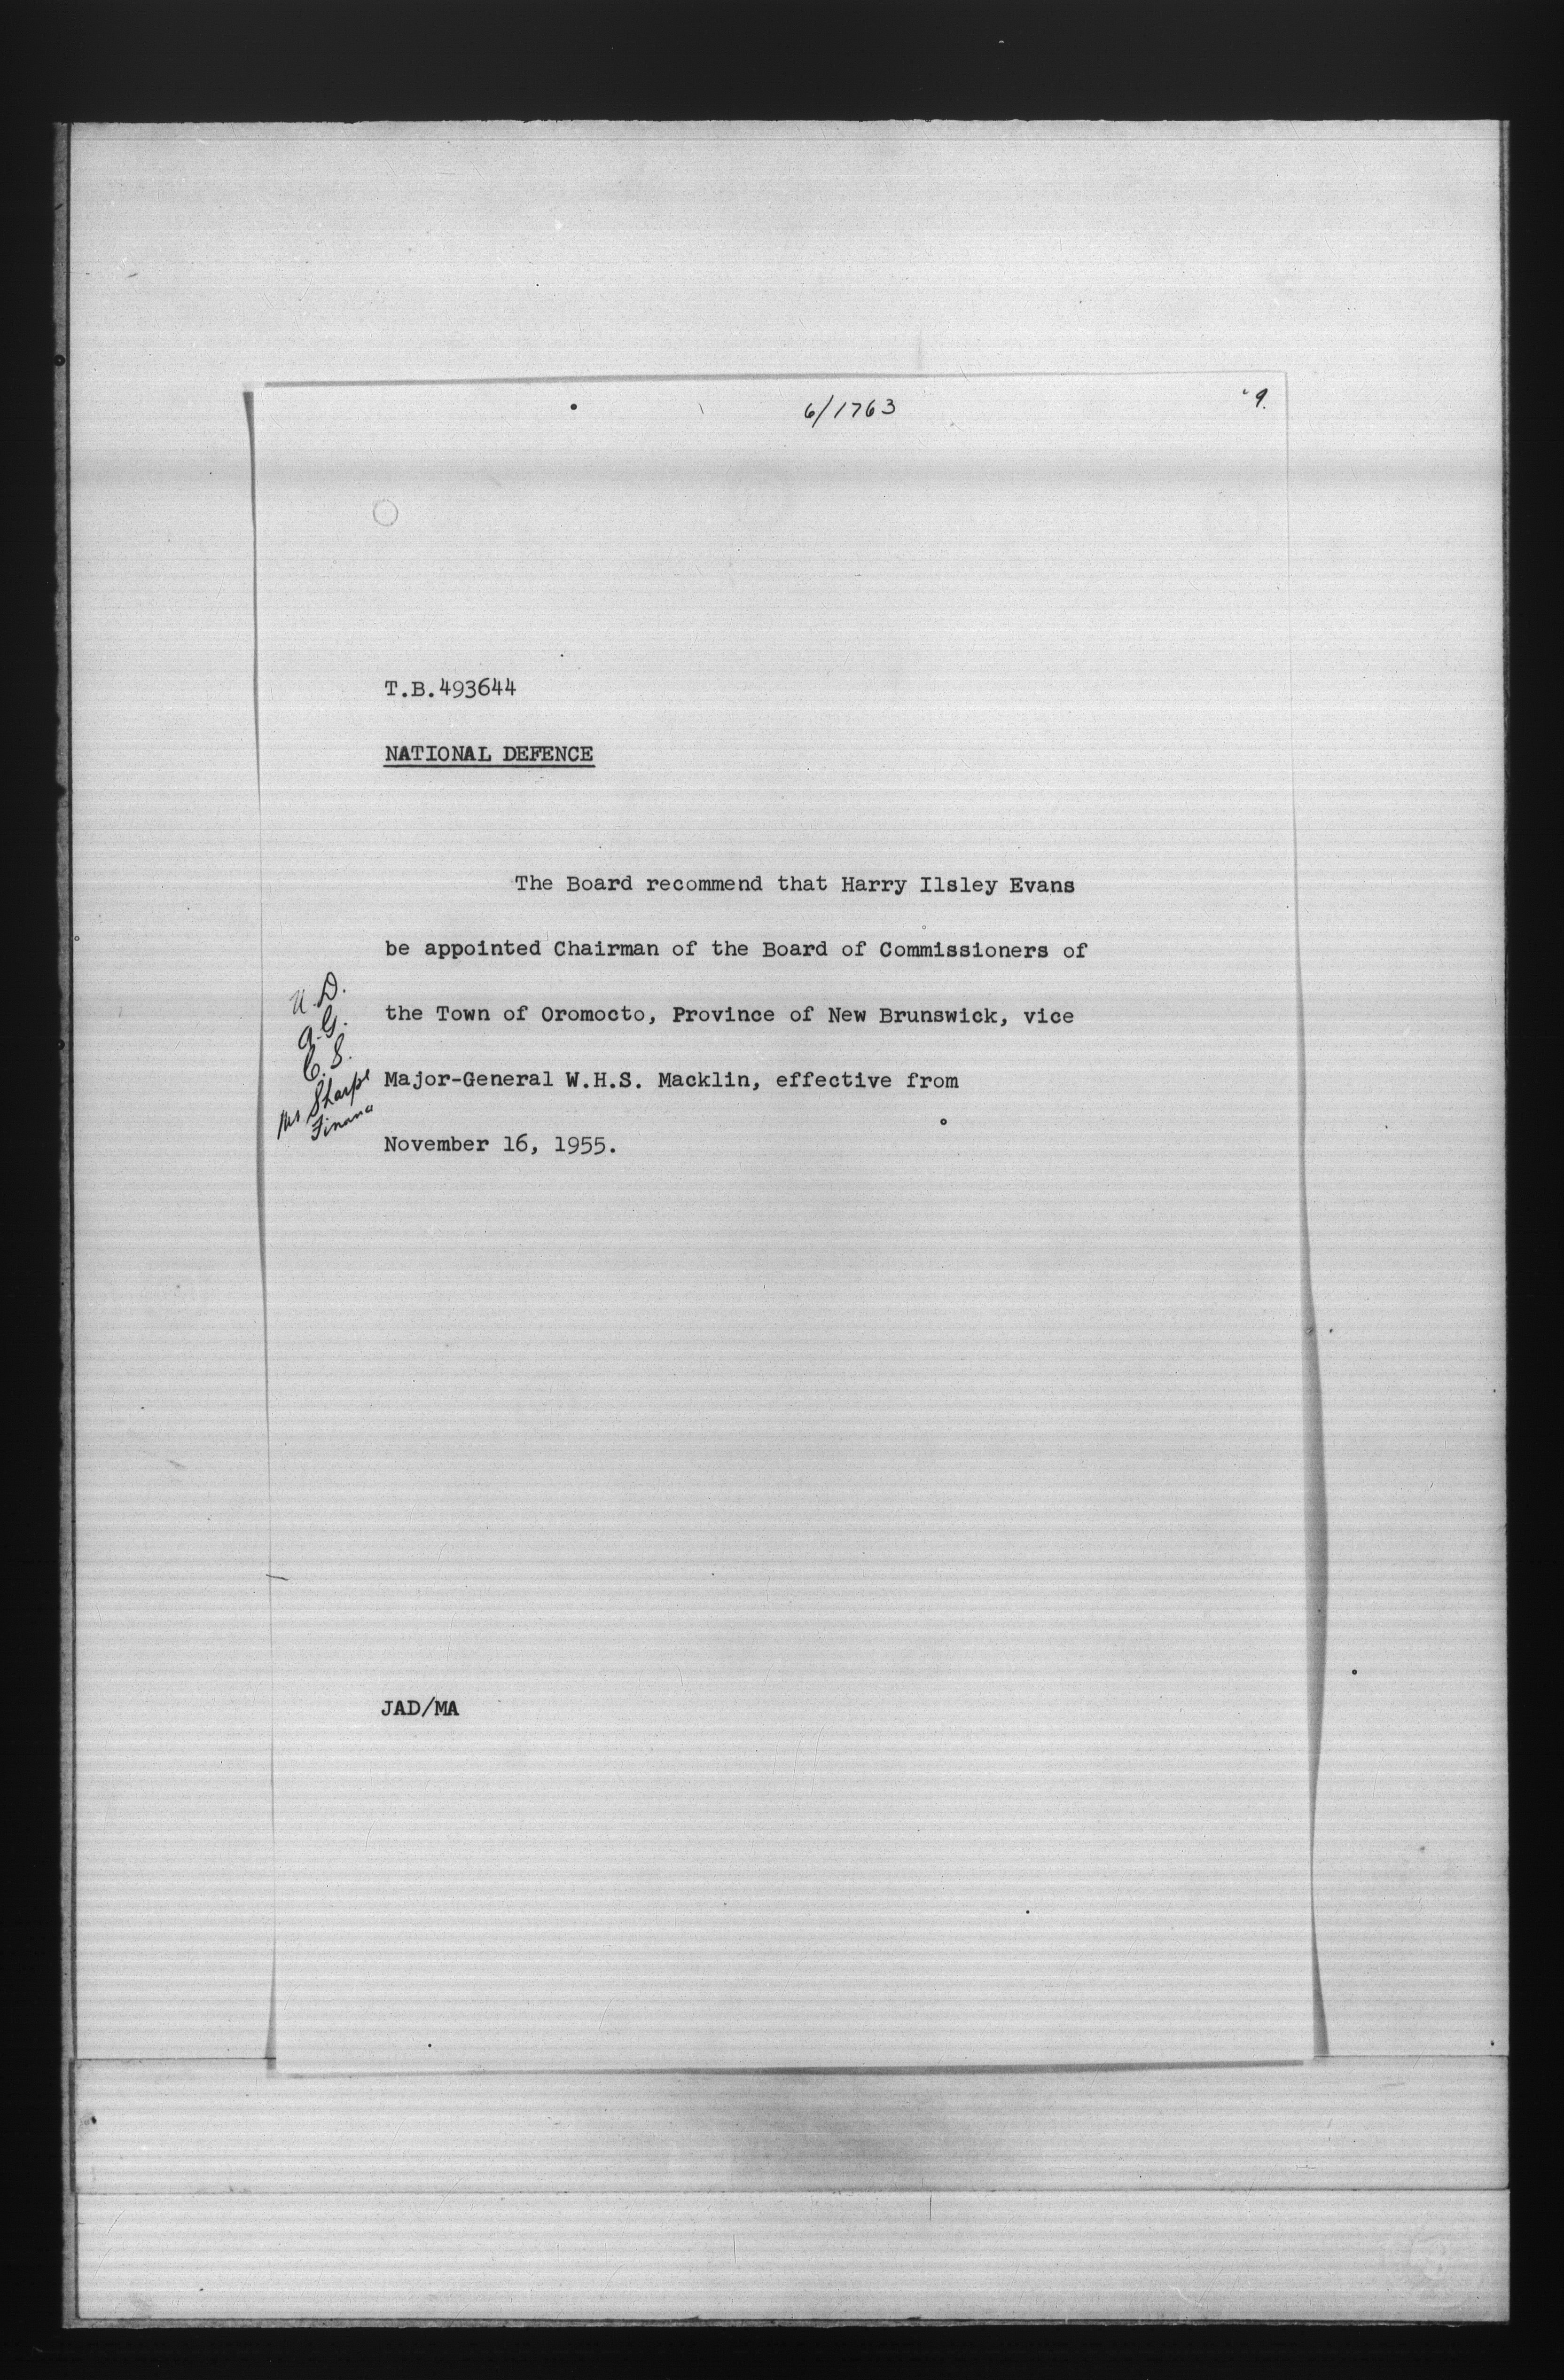 6/1763
9.
T.B.493644
NATIONAL DEFENCE
The Board recommend that Harry Ilsley Evans
be appointed Chairman of the Board of Commissioners of
the Town of Oromocto, Province of New Brunswick, vice
Major-General W.H.S. Macklin, effective from
November 16, 1955.
N.D.
A.G.
C.S.
Sharpe
Finance
JAD/MA